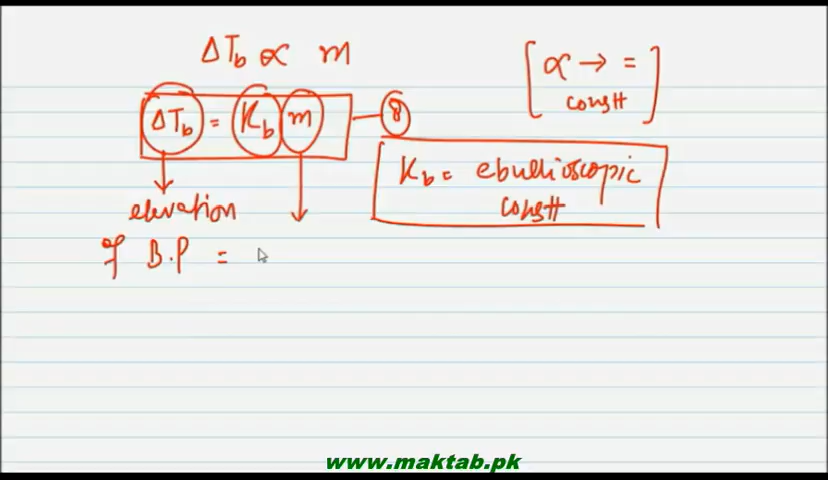 ΔTb ∝ m
[∝ → =
const]
ΔTb = Kb m — 8
Kb = ebullioscopic
const
elevation
of B.P =
www.maktab.pk